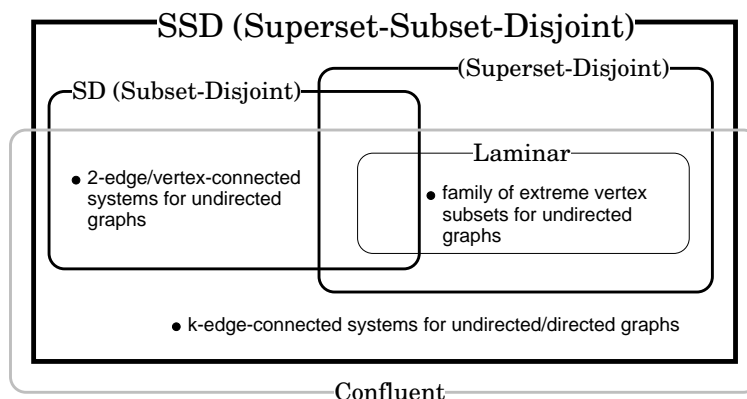 SSD (Superset-Subset-Disjoint)
(Superset-Disjoint)
SD (Subset-Disjoint)
Laminar
• 2-edge/vertex-connected
systems for undirected
graphs
• family of extreme vertex
subsets for undirected
graphs
• k-edge-connected systems for undirected/directed graphs
Confluent